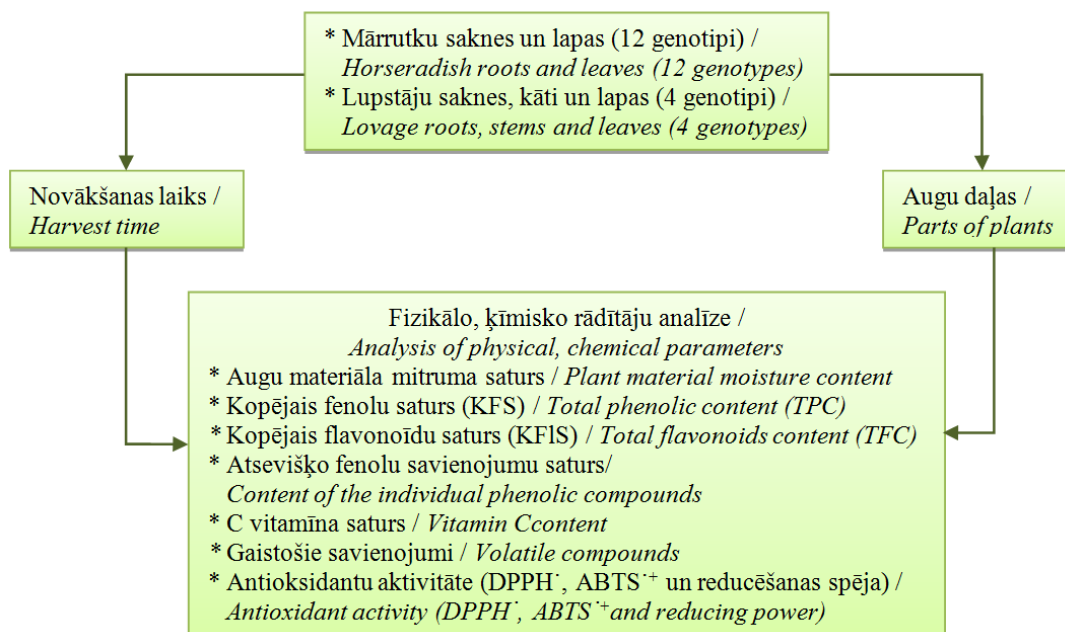 * Mārrutku saknes un lapas (12 genotipi) /
Horseradish roots and leaves (12 genotypes)
* Lupstāju saknes, kāti un lapas (4 genotipi) /
Lovage roots, stems and leaves (4 genotypes)
Novākšanas laiks /
Harvest time
Augu daļas /
Parts of plants
Fizikālo, ķīmisko rādītāju analīze /
Analysis of physical, chemical parameters
* Augu materiāla mitruma saturs / Plant material moisture content
* Kopējais fenolu saturs (KFS) / Total phenolic content (TPC)
* Kopējais flavonoīdu saturs (KFlS) / Total flavonoids content (TFC)
* Atsevišķo fenolu savienojumu saturs/
Content of the individual phenolic compounds
* C vitamīna saturs / Vitamin Ccontent
* Gaistošie savienojumi / Volatile compounds
* Antioksidantu aktivitāte (DPPH˙, ABTS˙⁺ un reducēšanas spēja) /
Antioxidant activity (DPPH˙, ABTS˙⁺and reducing power)